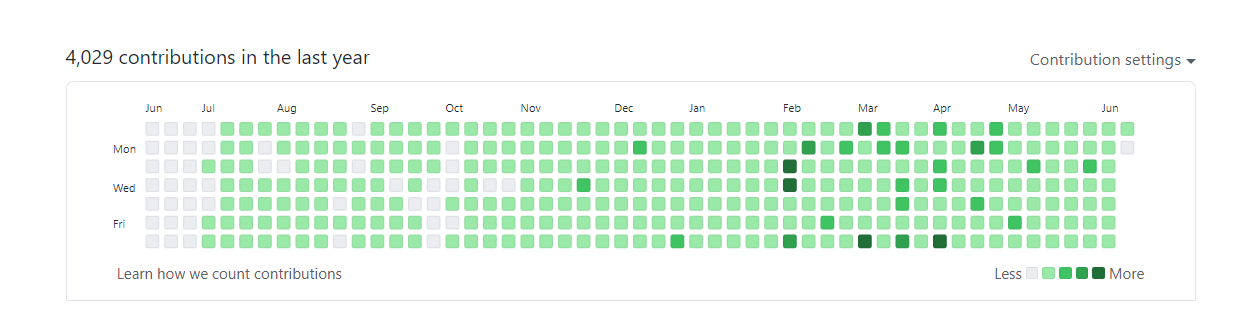 4,029 contributions in the last year
Contribution settings
Jun Jul Aug Sep Oct Nov Dec Jan Feb Mar Apr May Jun
Mon
Wed
Fri
Learn how we count contributions
Less More